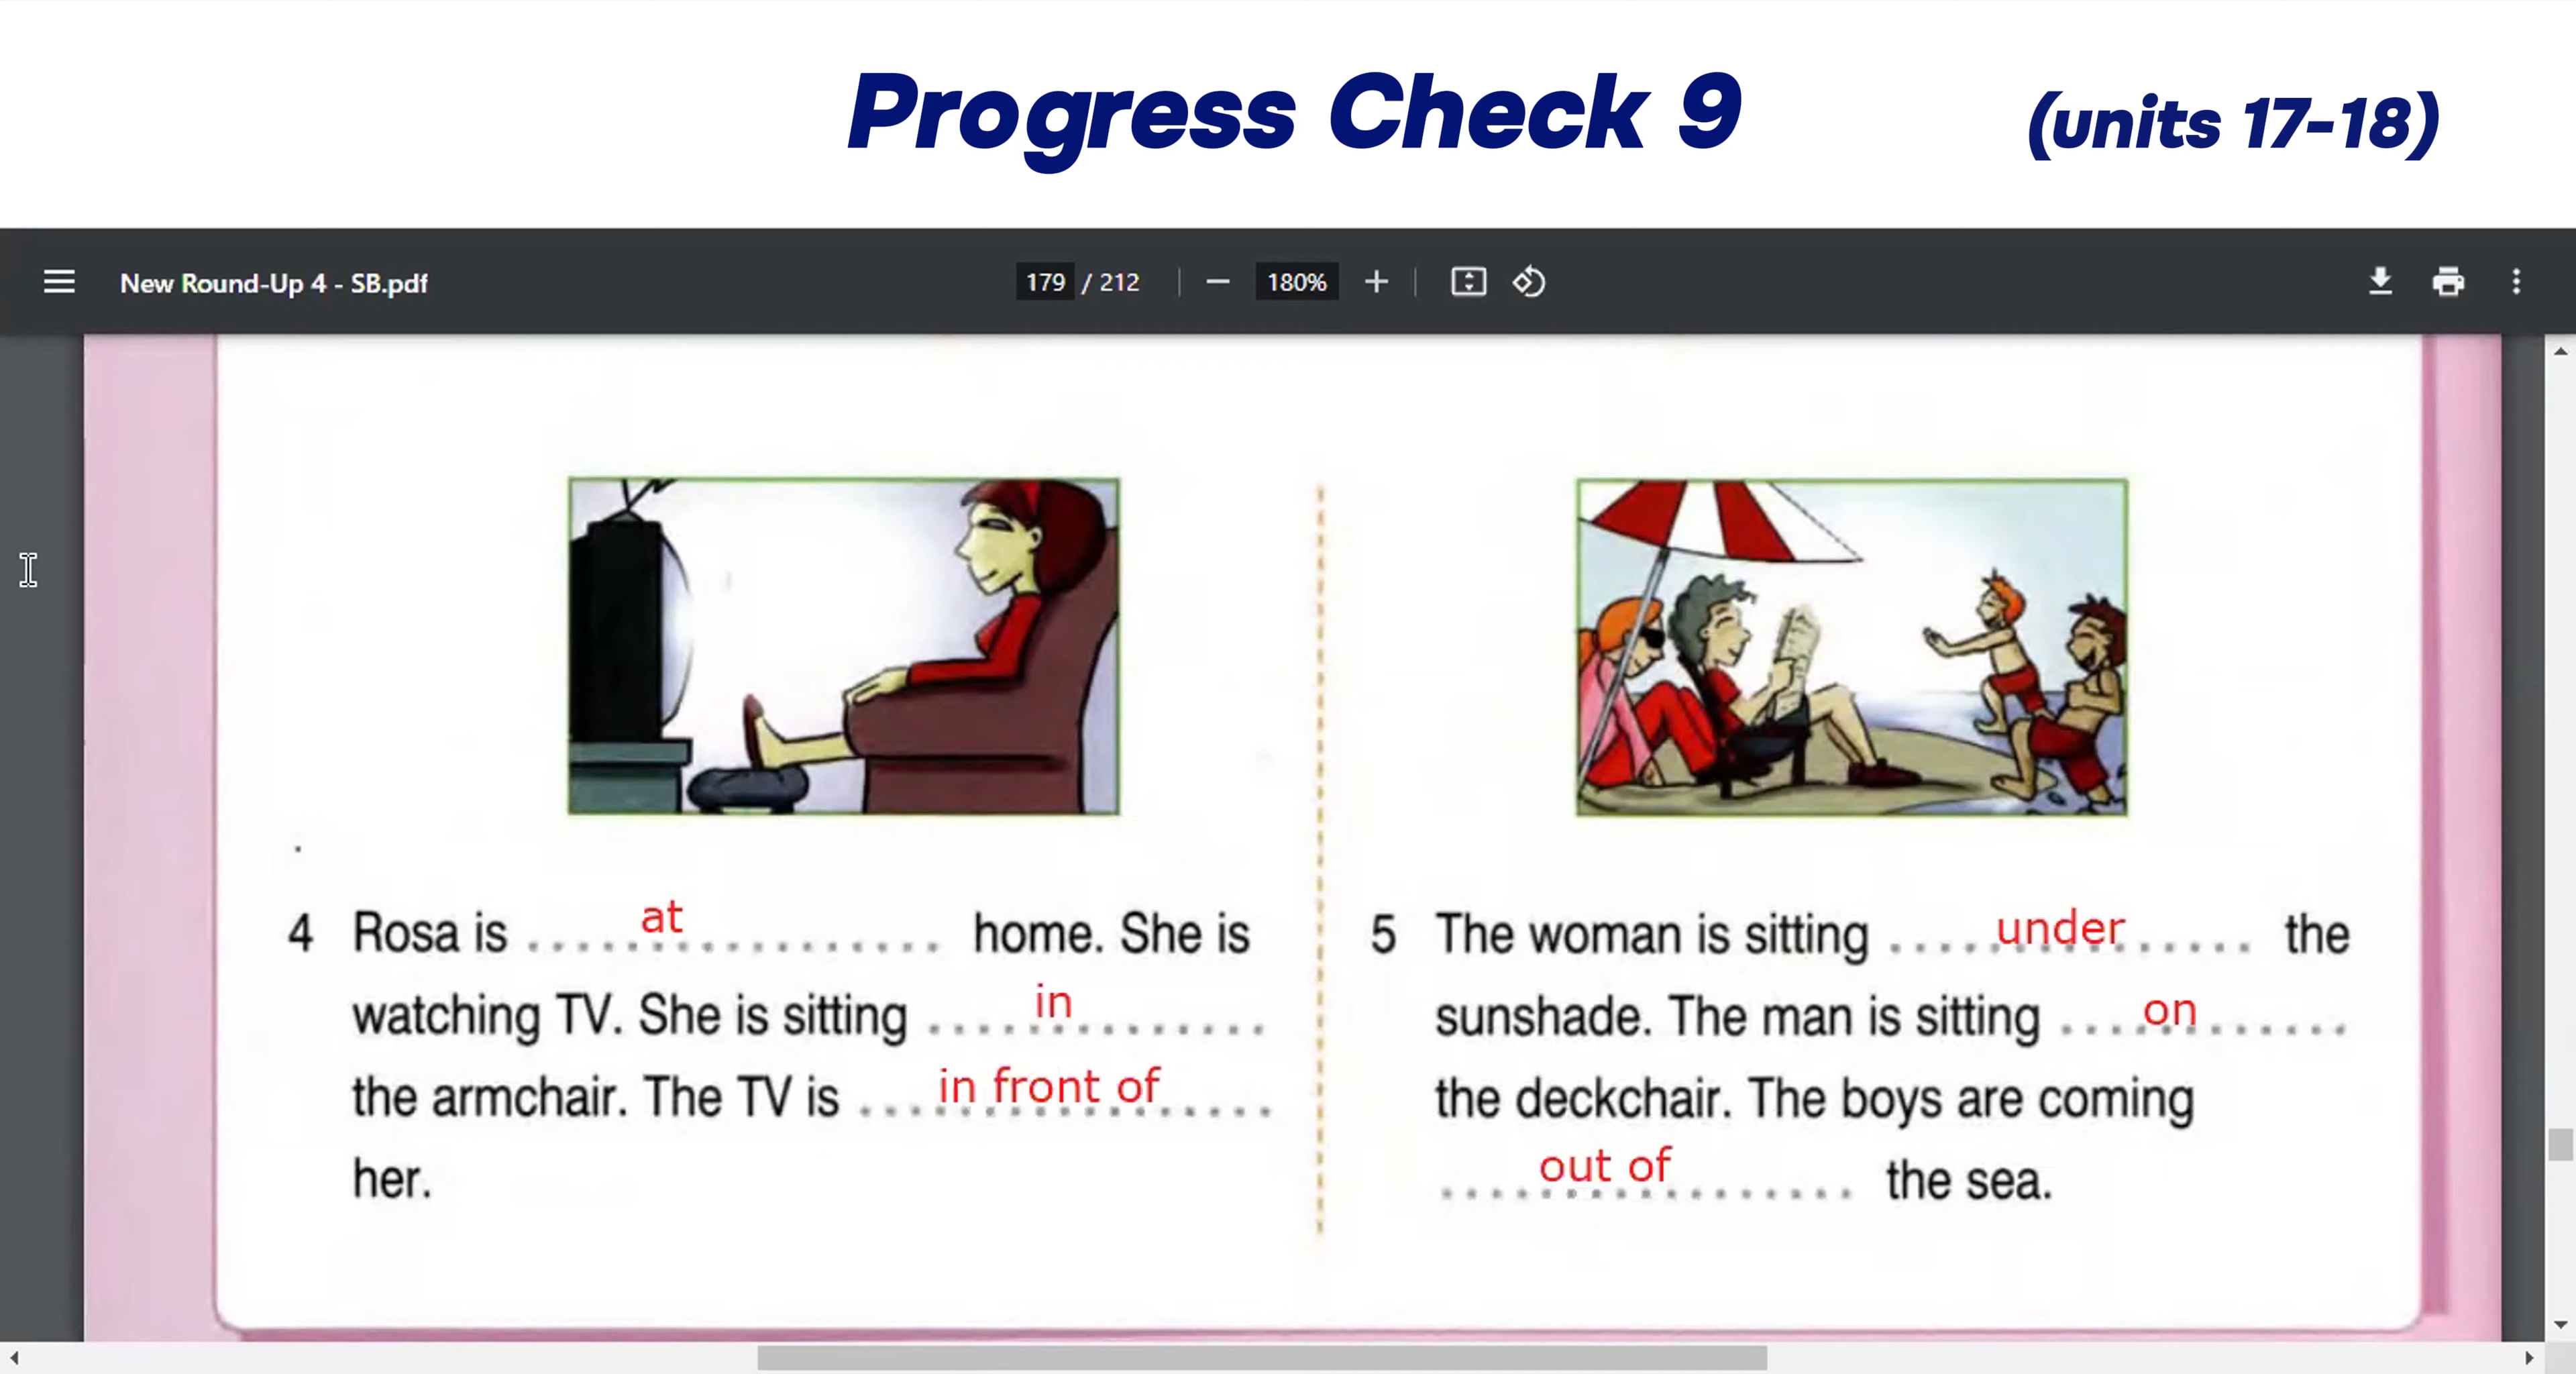 Progress Check 9 (units 17-18)
New Round-Up 4 - SB.pdf 179 / 212 180%
4 Rosa is ................. at home. She is
watching TV. She is sitting .............. in
the armchair. The TV is ................. in front of
her.
5 The woman is sitting ............... under the
sunshade. The man is sitting ............ on
the deckchair. The boys are coming
................. out of the sea.